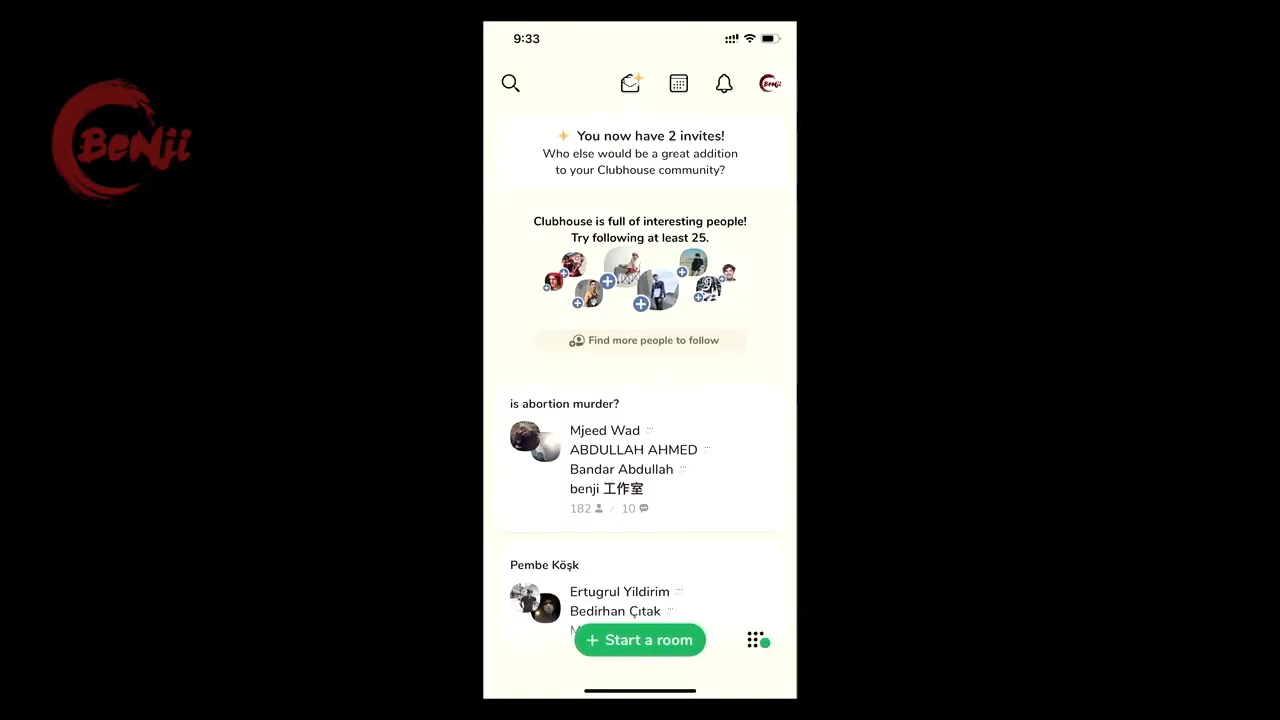 Benji
9:33
Benji
You now have 2 invites!
Who else would be a great addition
to your Clubhouse community?
Clubhouse is full of interesting people!
Try following at least 25.
Find more people to follow
is abortion murder?
Mjeed Wad
ABDULLAH AHMED
Bandar Abdullah
benji 工作室
182 / 10
Pembe Köşk
Ertugrul Yildirim
Bedirhan Çıtak
+ Start a room